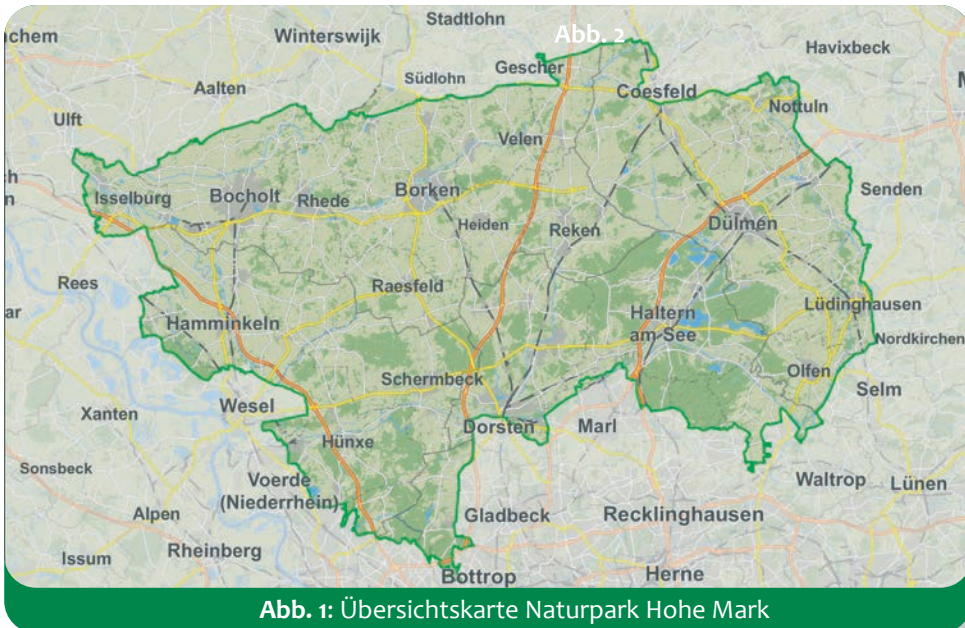 Stadtlohn
chem
Winterswijk
Abb. 2
Havixbeck
Gescher
Südlohn
Aalten
Coesfeld
Nottuln
Ulft
Velen
Isselburg
Bocholt
Rhede
Borken
Senden
Heiden
Reken
Dülmen
Rees
Raesfeld
Lüdinghausen
ar
Hamminkeln
Haltern
am See
Nordkirchen
Schermbeck
Olfen
Selm
Xanten
Wesel
Dorsten
Marl
Hünxe
Sonsbeck
Voerde
(Niederrhein)
Waltrop
Lünen
Alpen
Gladbeck
Recklinghausen
Issum
Rheinberg
Bottrop
Herne
Abb. 1: Übersichtskarte Naturpark Hohe Mark